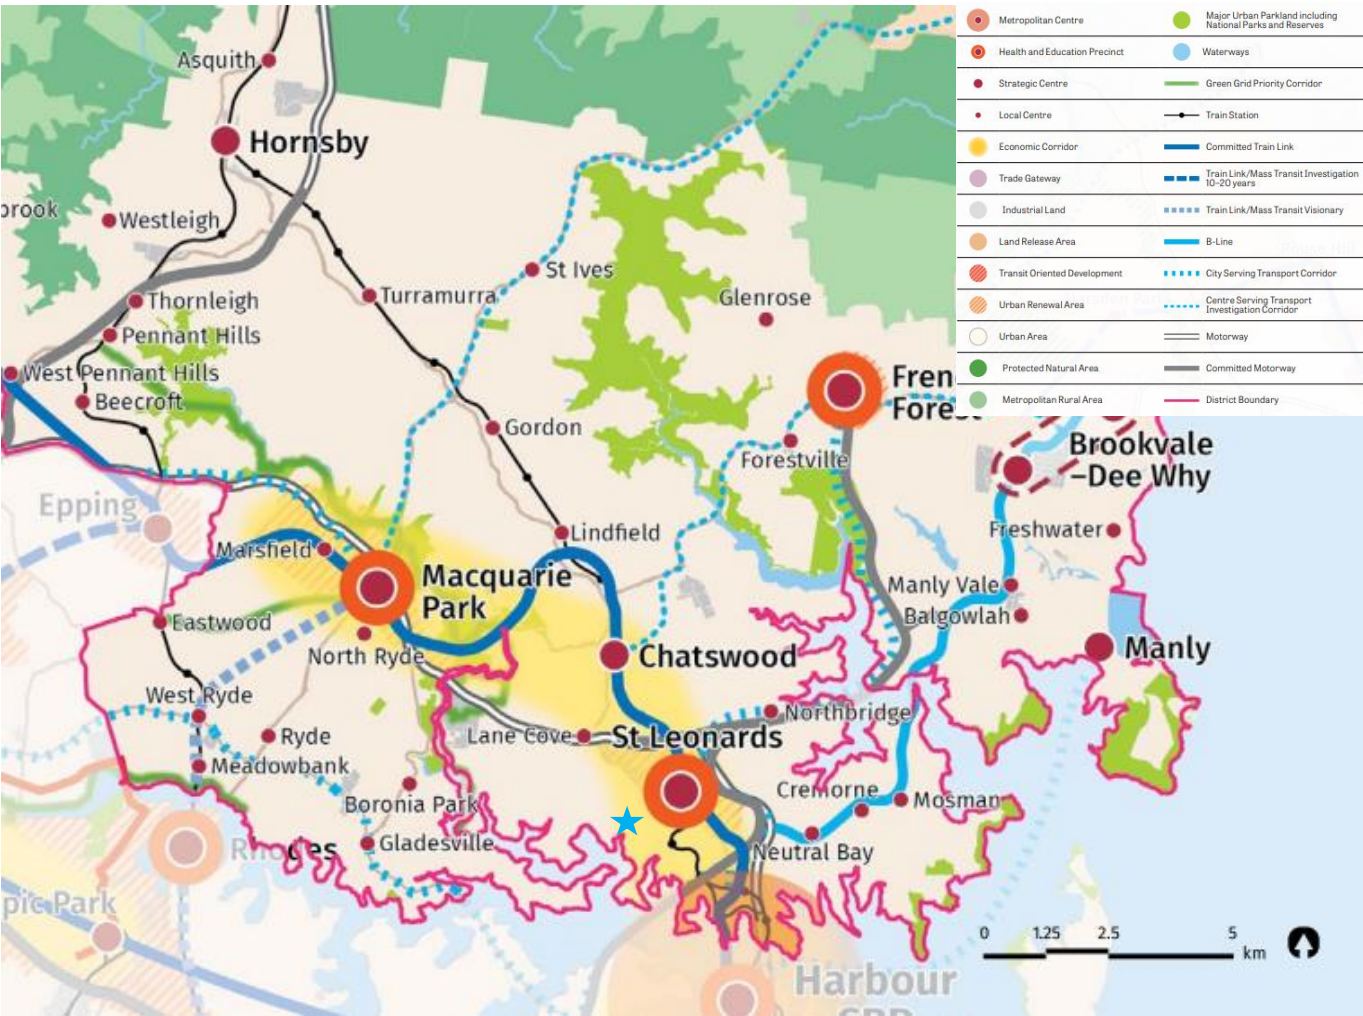 Asquith
Hornsby
brook
Westleigh
St Ives
Thornleigh
Turramurra
Glenrose
Pennant Hills
West Pennant Hills
Beecroft
Gordon
Forestville
Brookvale
–Dee Why
Epping
Lindfield
Freshwater
Marsfield
Macquarie
Park
Manly Vale
Balgowlah
Eastwood
North Ryde
Chatswood
Manly
West Ryde
Northbridge
Lane Cove
St Leonards
Ryde
Meadowbank
Boronia Park
Cremorne
Mosman
Gladesville
Neutral Bay
Rhodes
pic Park
Harbour
0 1.25 2.5 5
km
Metropolitan Centre
Health and Education Precinct
Strategic Centre
Local Centre
Economic Corridor
Trade Gateway
Industrial Land
Land Release Area
Transit Oriented Development
Urban Renewal Area
Urban Area
Protected Natural Area
Metropolitan Rural Area
Major Urban Parkland including
National Parks and Reserves
Waterways
Green Grid Priority Corridor
Train Station
Committed Train Link
Train Link/Mass Transit Investigation
10–20 years
Train Link/Mass Transit Visionary
B-Line
City Serving Transport Corridor
Centre Serving Transport
Investigation Corridor
Motorway
Committed Motorway
District Boundary